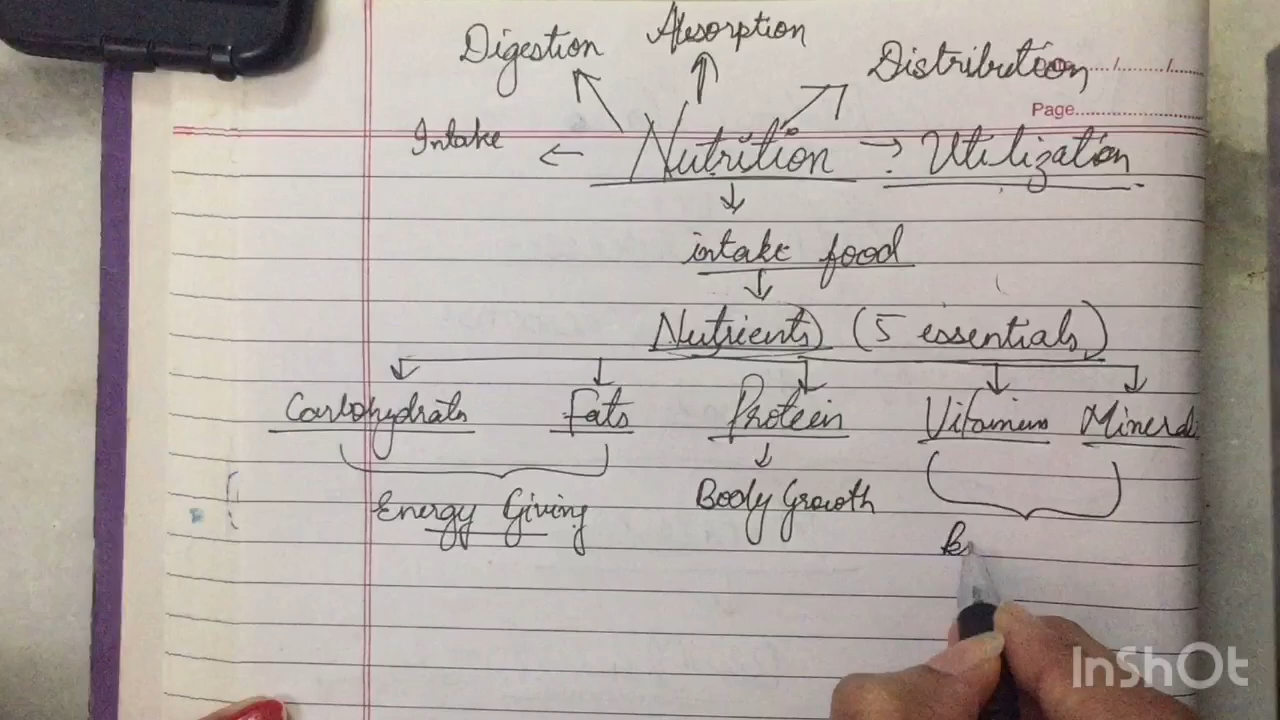 Digestion Absorption Distribution
Page
Intake ← Nutrition → Utilization
intake food
Nutrients (5 essentials)
Carbohydrats Fats Protein Vitamins Mineral
Energy Giving Body Growth
InShOt